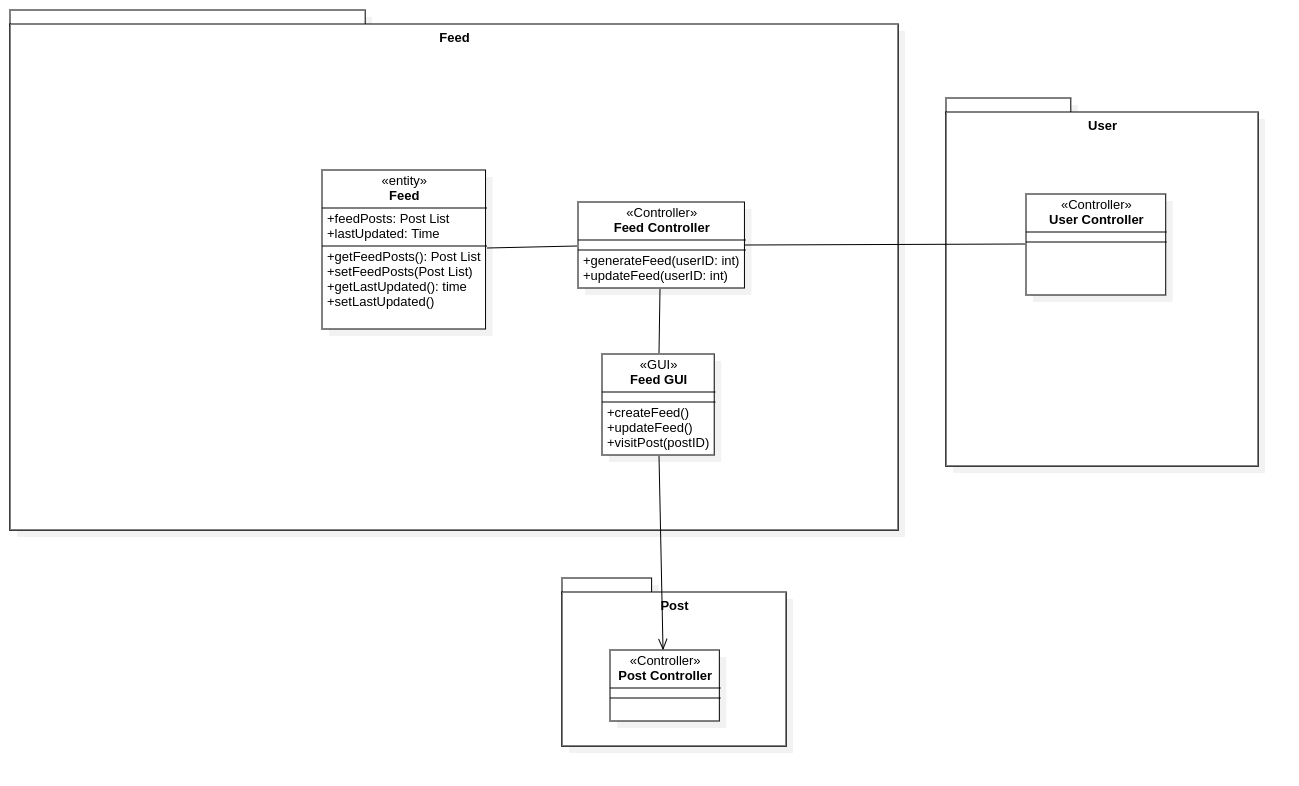 Feed
User
«entity»
Feed
+feedPosts: Post List
+lastUpdated: Time
+getFeedPosts(): Post List
+setFeedPosts(Post List)
+getLastUpdated(): time
+setLastUpdated()
«Controller»
Feed Controller
+generateFeed(userID: int)
+updateFeed(userID: int)
«Controller»
User Controller
«GUI»
Feed GUI
+createFeed()
+updateFeed()
+visitPost(postID)
Post
«Controller»
Post Controller